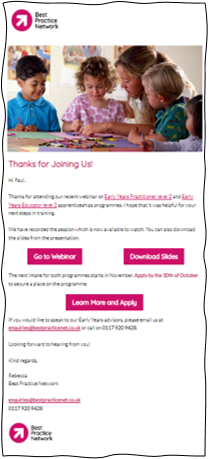 Best
Practice
Network
Thanks for Joining Us!
Hi Paul,
Thanks for attending our recent webinar on Early Years Practitioner level 2 and Early
Years Educator level 3 apprenticeships programmes. I hope that it was helpful for your
next steps in training.
We have recorded the session which is now available to watch. You can also download
the slides from the presentation.
Go to Webinar
Download Slides
The next intake for both programmes starts in November. Apply by the 30th of October
to secure a place on the programme.
Learn More and Apply
If you would like to speak to our Early Years advisors please email us at
enquiries@bestpracticenet.co.uk or call on 0117 920 9428.
Looking forward to hearing from you!
Kind regards,
Rebecca
Best Practice Network
enquiries@bestpracticenet.co.uk
0117 920 9428
Best
Practice
Network